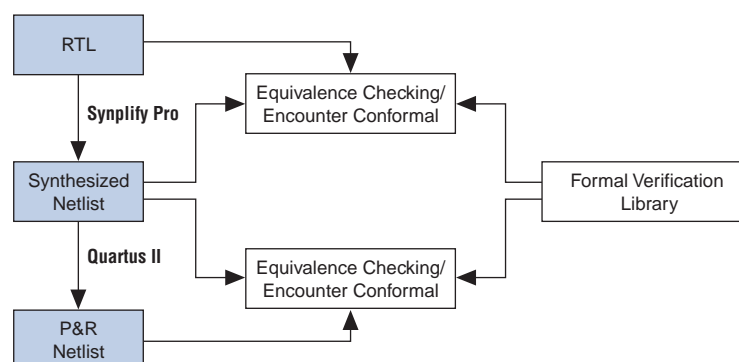 RTL
Equivalence Checking/
Encounter Conformal
Synplify Pro
Synthesized
Netlist
Formal Verification
Library
Quartus II
Equivalence Checking/
Encounter Conformal
P&R
Netlist